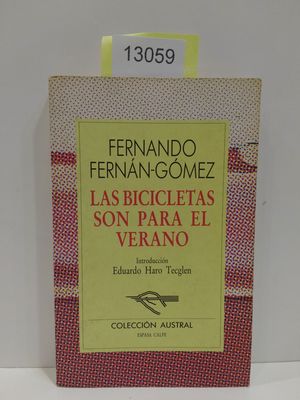 13059
FERNANDO
FERNÁN-GÓMEZ
LAS BICICLETAS
SON PARA EL
VERANO
Introducción
Eduardo Haro Tecglen
COLECCIÓN AUSTRAL
ESPASA CALPE